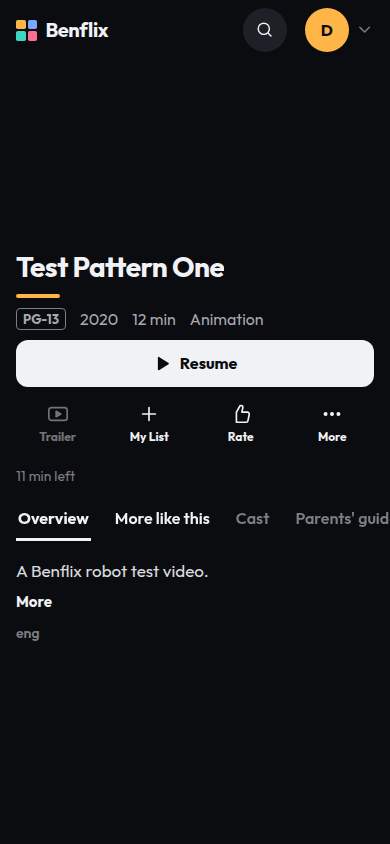 Benflix
D
Test Pattern One
PG-13 2020 12 min Animation
Resume
Trailer My List Rate More
11 min left
Overview More like this Cast Parents' guid
A Benflix robot test video.
More
eng